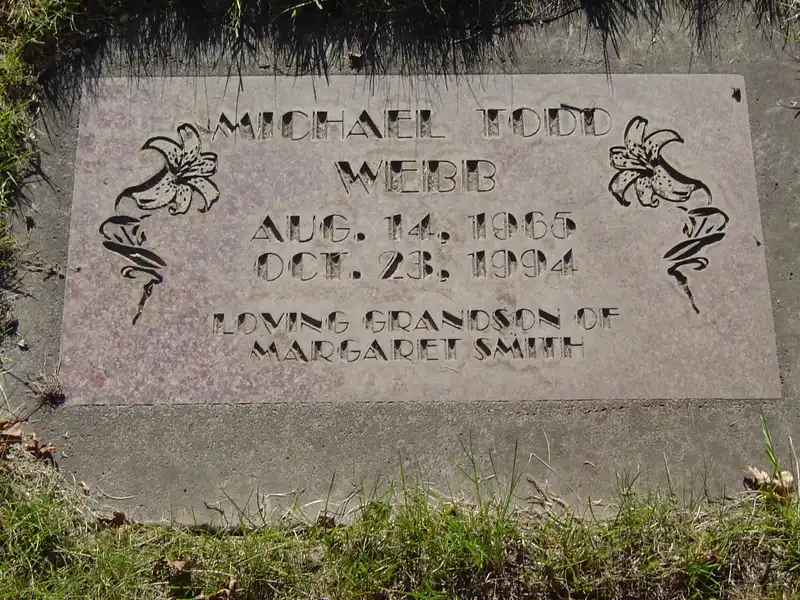 MICHAEL TODD
WEBB
AUG. 14, 1965
OCT. 23, 1994
LOVING GRANDSON OF
MARGARET SMITH